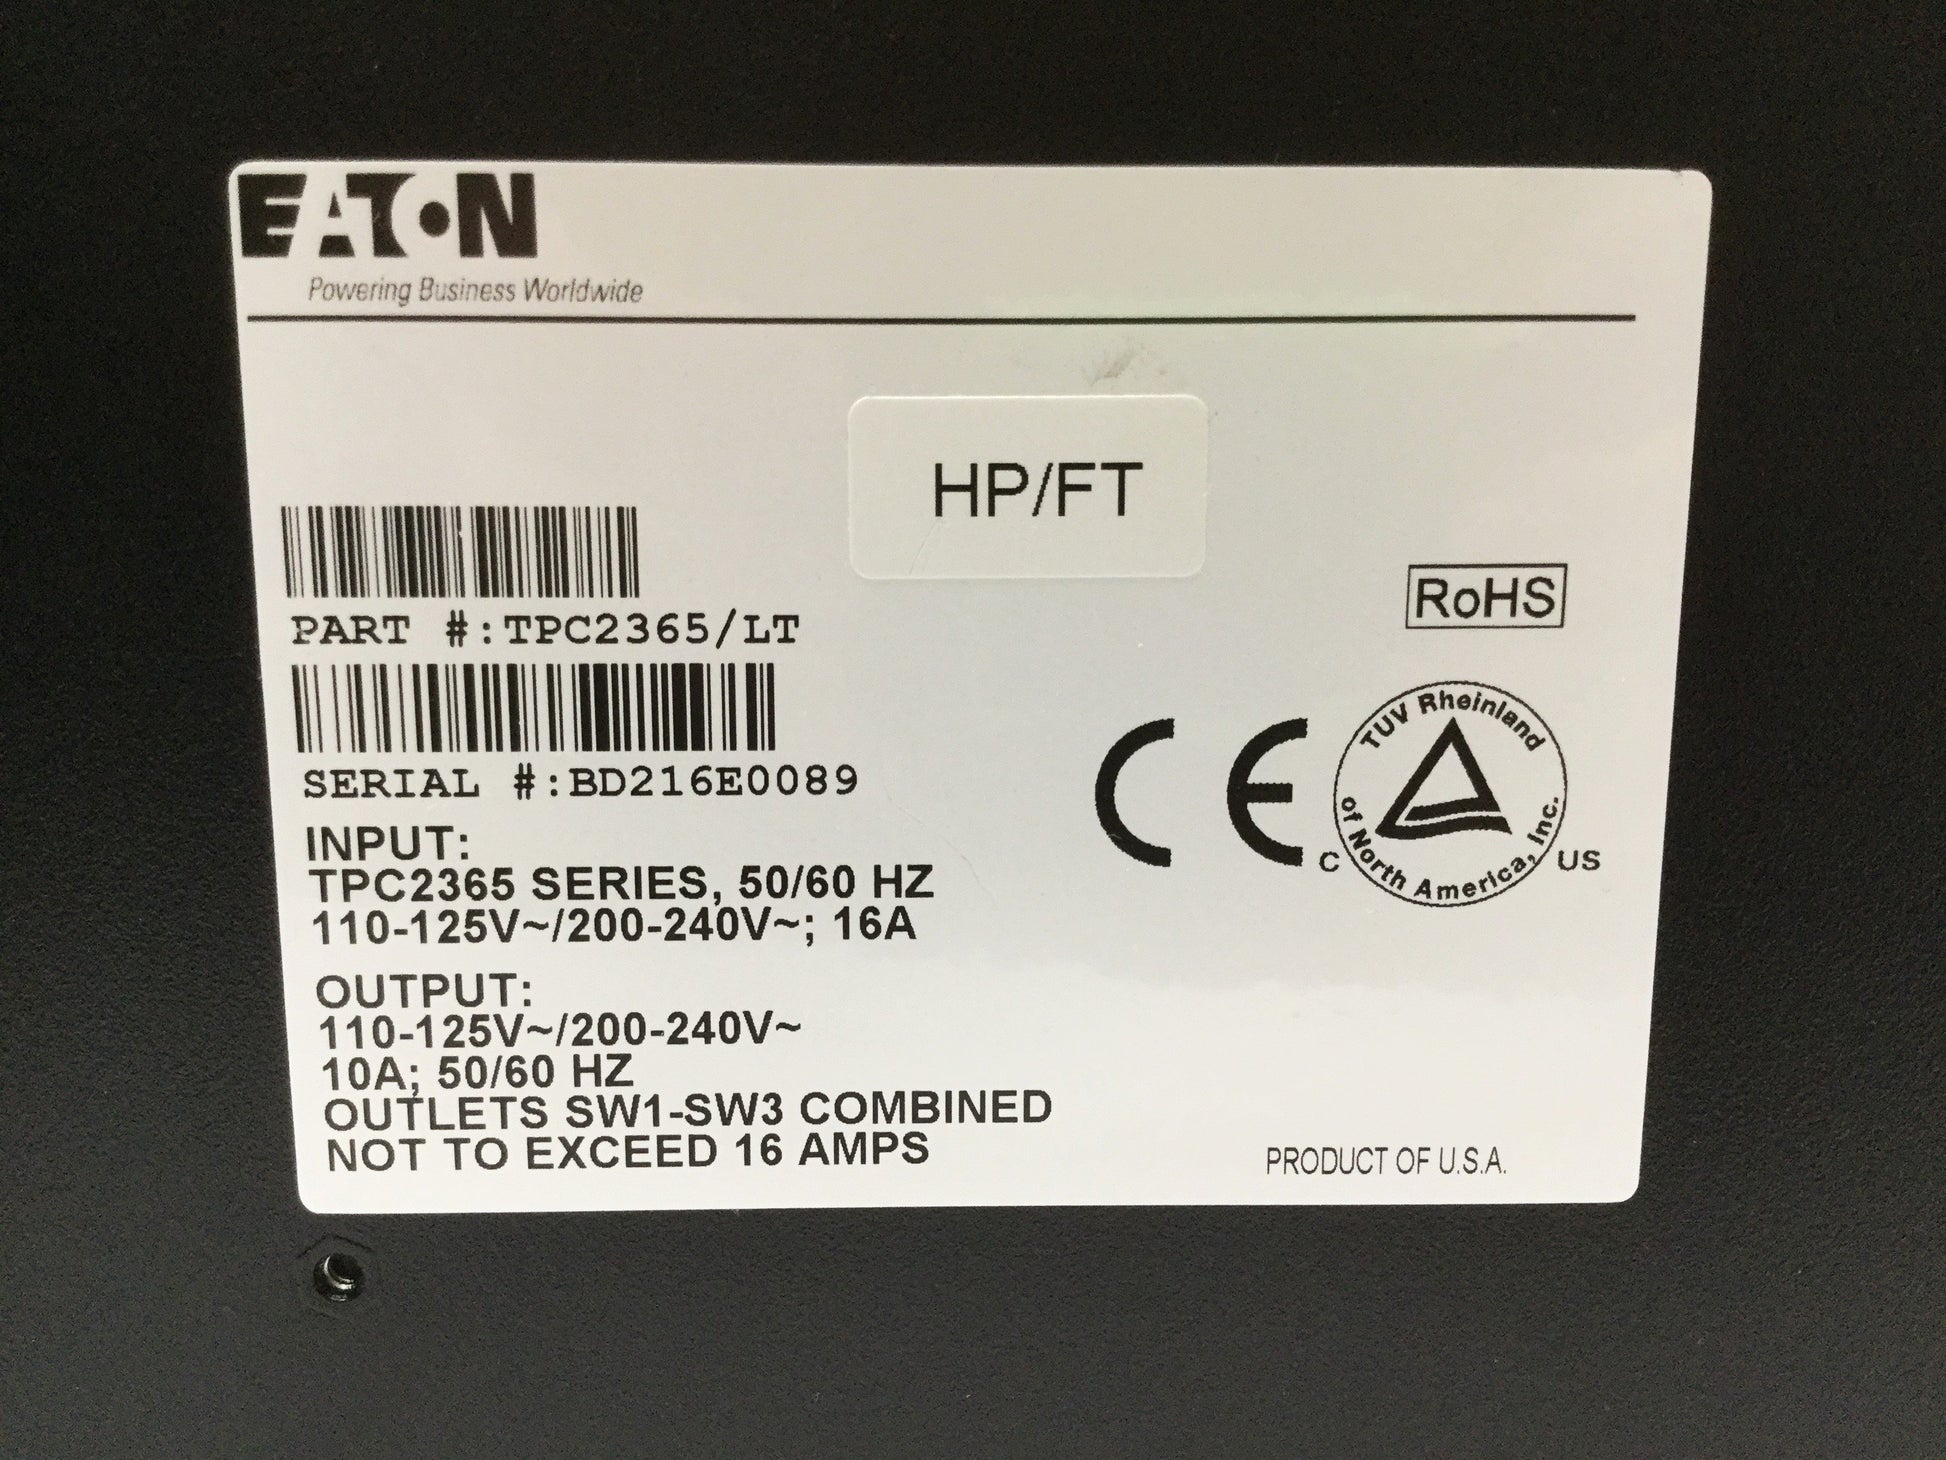 EATON
Powering Business Worldwide
HP/FT
PART #:TPC2365/LT
SERIAL #:BD216E0089
INPUT:
TPC2365 SERIES, 50/60 HZ
110-125V~/200-240V~; 16A
OUTPUT:
110-125V~/200-240V~
10A; 50/60 HZ
OUTLETS SW1-SW3 COMBINED
NOT TO EXCEED 16 AMPS
RoHS
CE
TUV Rheinland
of North America, Inc.
C US
PRODUCT OF U.S.A.